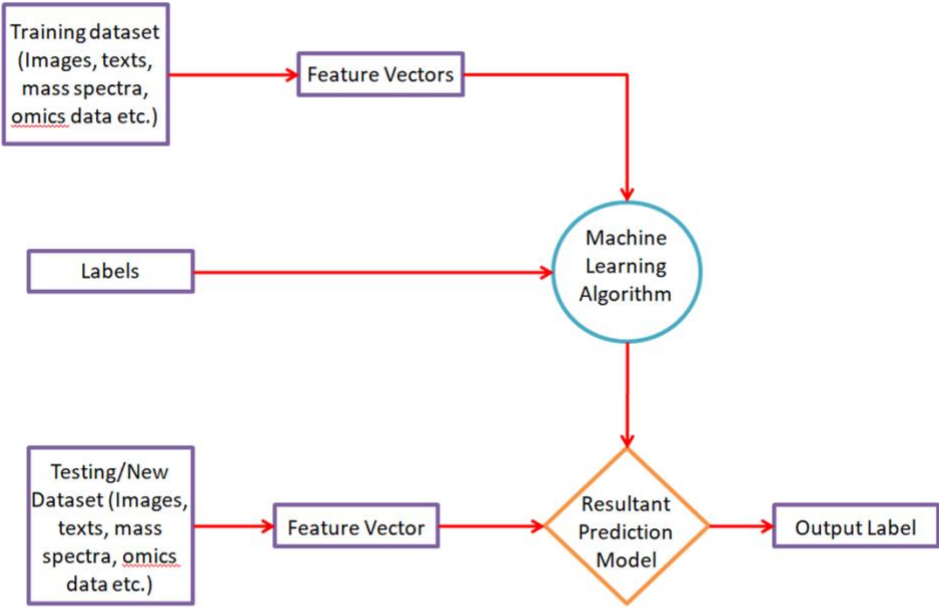 Training dataset
(Images, texts,
mass spectra,
omics data etc.)
Feature Vectors
Machine
Learning
Algorithm
Labels
Testing/New
Dataset (Images,
texts, mass
spectra, omics
data etc.)
Feature Vector
Resultant
Prediction
Model
Output Label